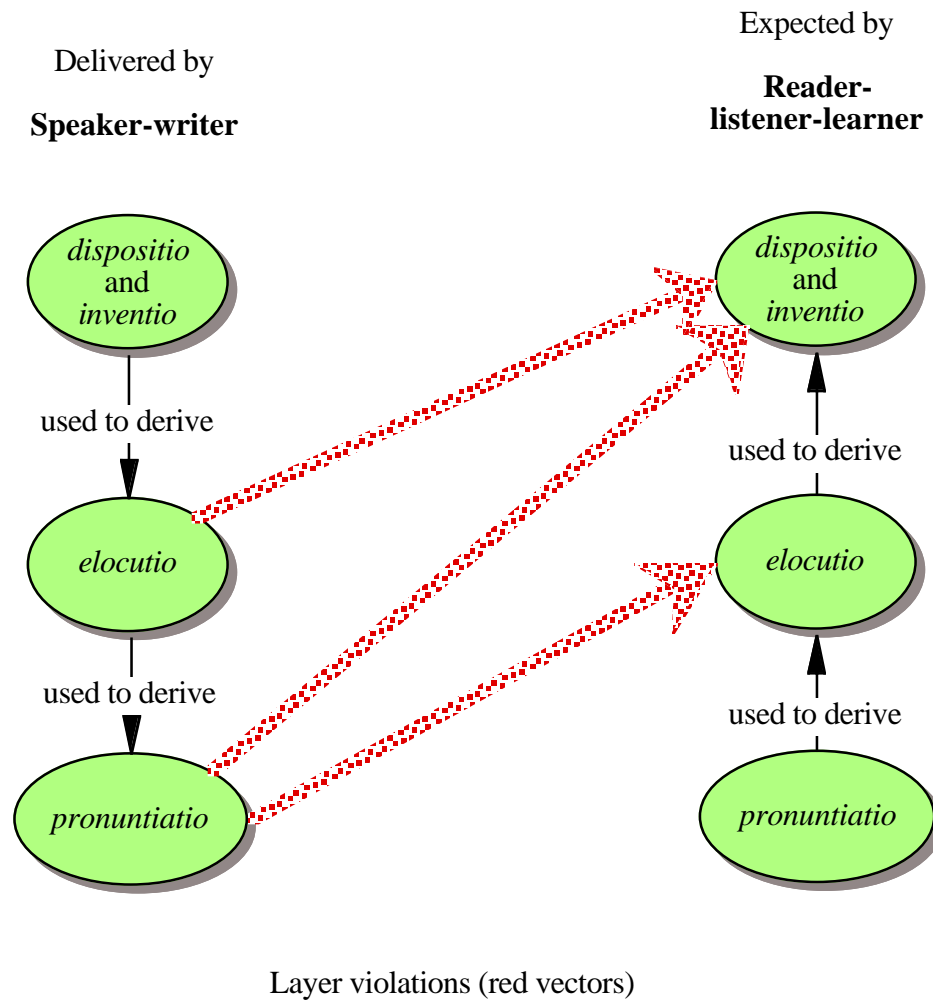 Delivered by
Speaker-writer
Expected by
Reader-
listener-learner
dispositio
and
inventio
used to derive
elocutio
used to derive
pronuntiatio
dispositio
and
inventio
used to derive
elocutio
used to derive
pronuntiatio
Layer violations (red vectors)